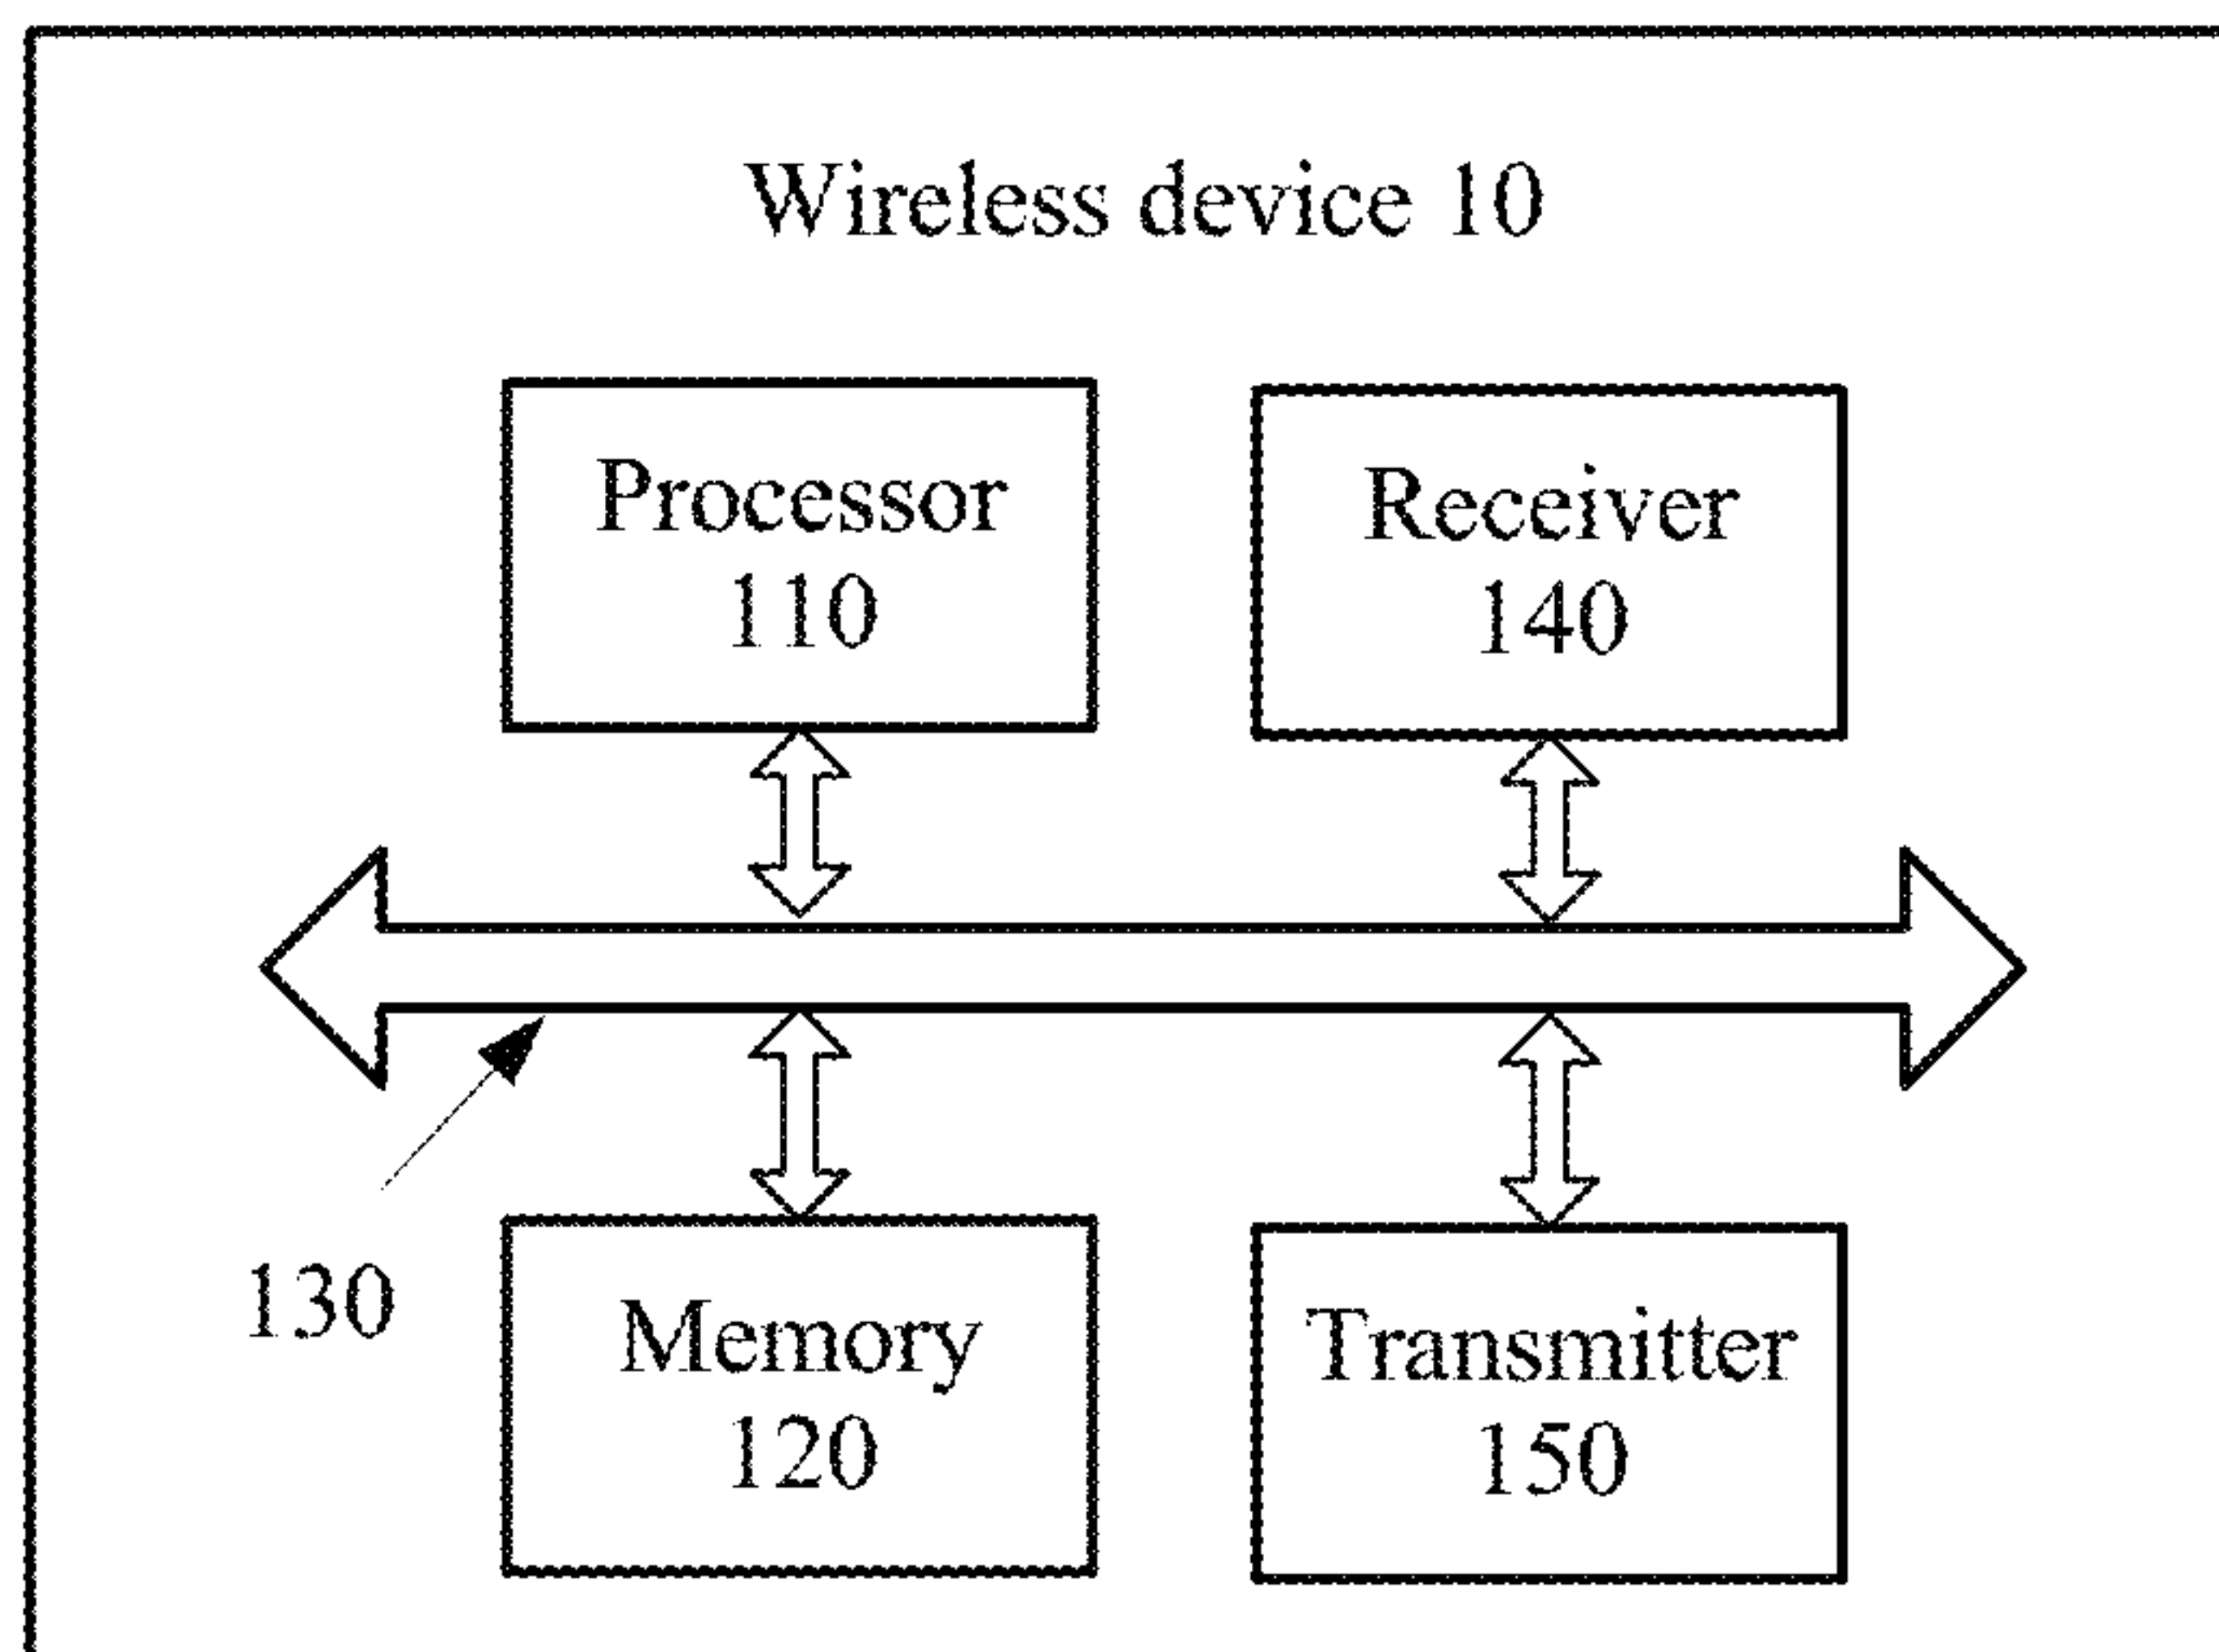 Wireless device 10
Processor
110
Receiver
140
130
Memory
120
Transmitter
150